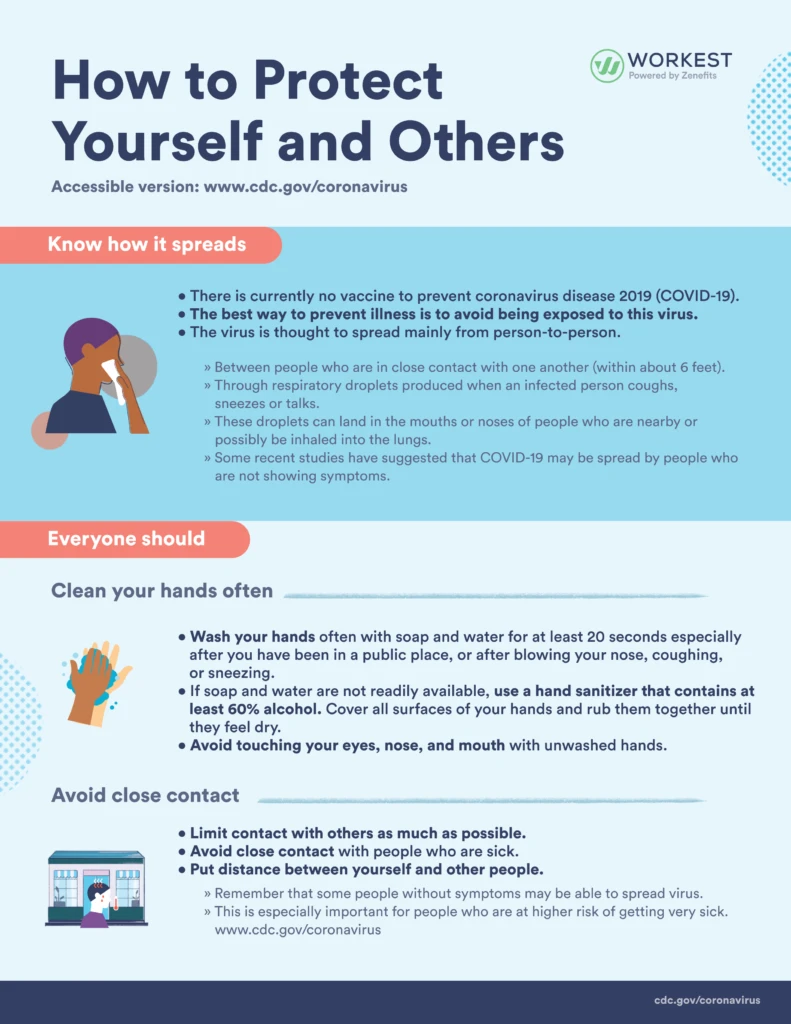 How to Protect
Yourself and Others
WORKEST
Powered by Zenefits
Accessible version: www.cdc.gov/coronavirus
Know how it spreads
• There is currently no vaccine to prevent coronavirus disease 2019 (COVID-19).
• The best way to prevent illness is to avoid being exposed to this virus.
• The virus is thought to spread mainly from person-to-person.
» Between people who are in close contact with one another (within about 6 feet).
» Through respiratory droplets produced when an infected person coughs,
sneezes or talks.
» These droplets can land in the mouths or noses of people who are nearby or
possibly be inhaled into the lungs.
» Some recent studies have suggested that COVID-19 may be spread by people who
are not showing symptoms.
Everyone should
Clean your hands often
• Wash your hands often with soap and water for at least 20 seconds especially
after you have been in a public place, or after blowing your nose, coughing,
or sneezing.
• If soap and water are not readily available, use a hand sanitizer that contains at
least 60% alcohol. Cover all surfaces of your hands and rub them together until
they feel dry.
• Avoid touching your eyes, nose, and mouth with unwashed hands.
Avoid close contact
• Limit contact with others as much as possible.
• Avoid close contact with people who are sick.
• Put distance between yourself and other people.
» Remember that some people without symptoms may be able to spread virus.
» This is especially important for people who are at higher risk of getting very sick.
www.cdc.gov/coronavirus
cdc.gov/coronavirus